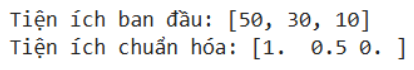 Tiện ích ban đầu: [50, 30, 10]
Tiện ích chuẩn hóa: [1.  0.5 0. ]